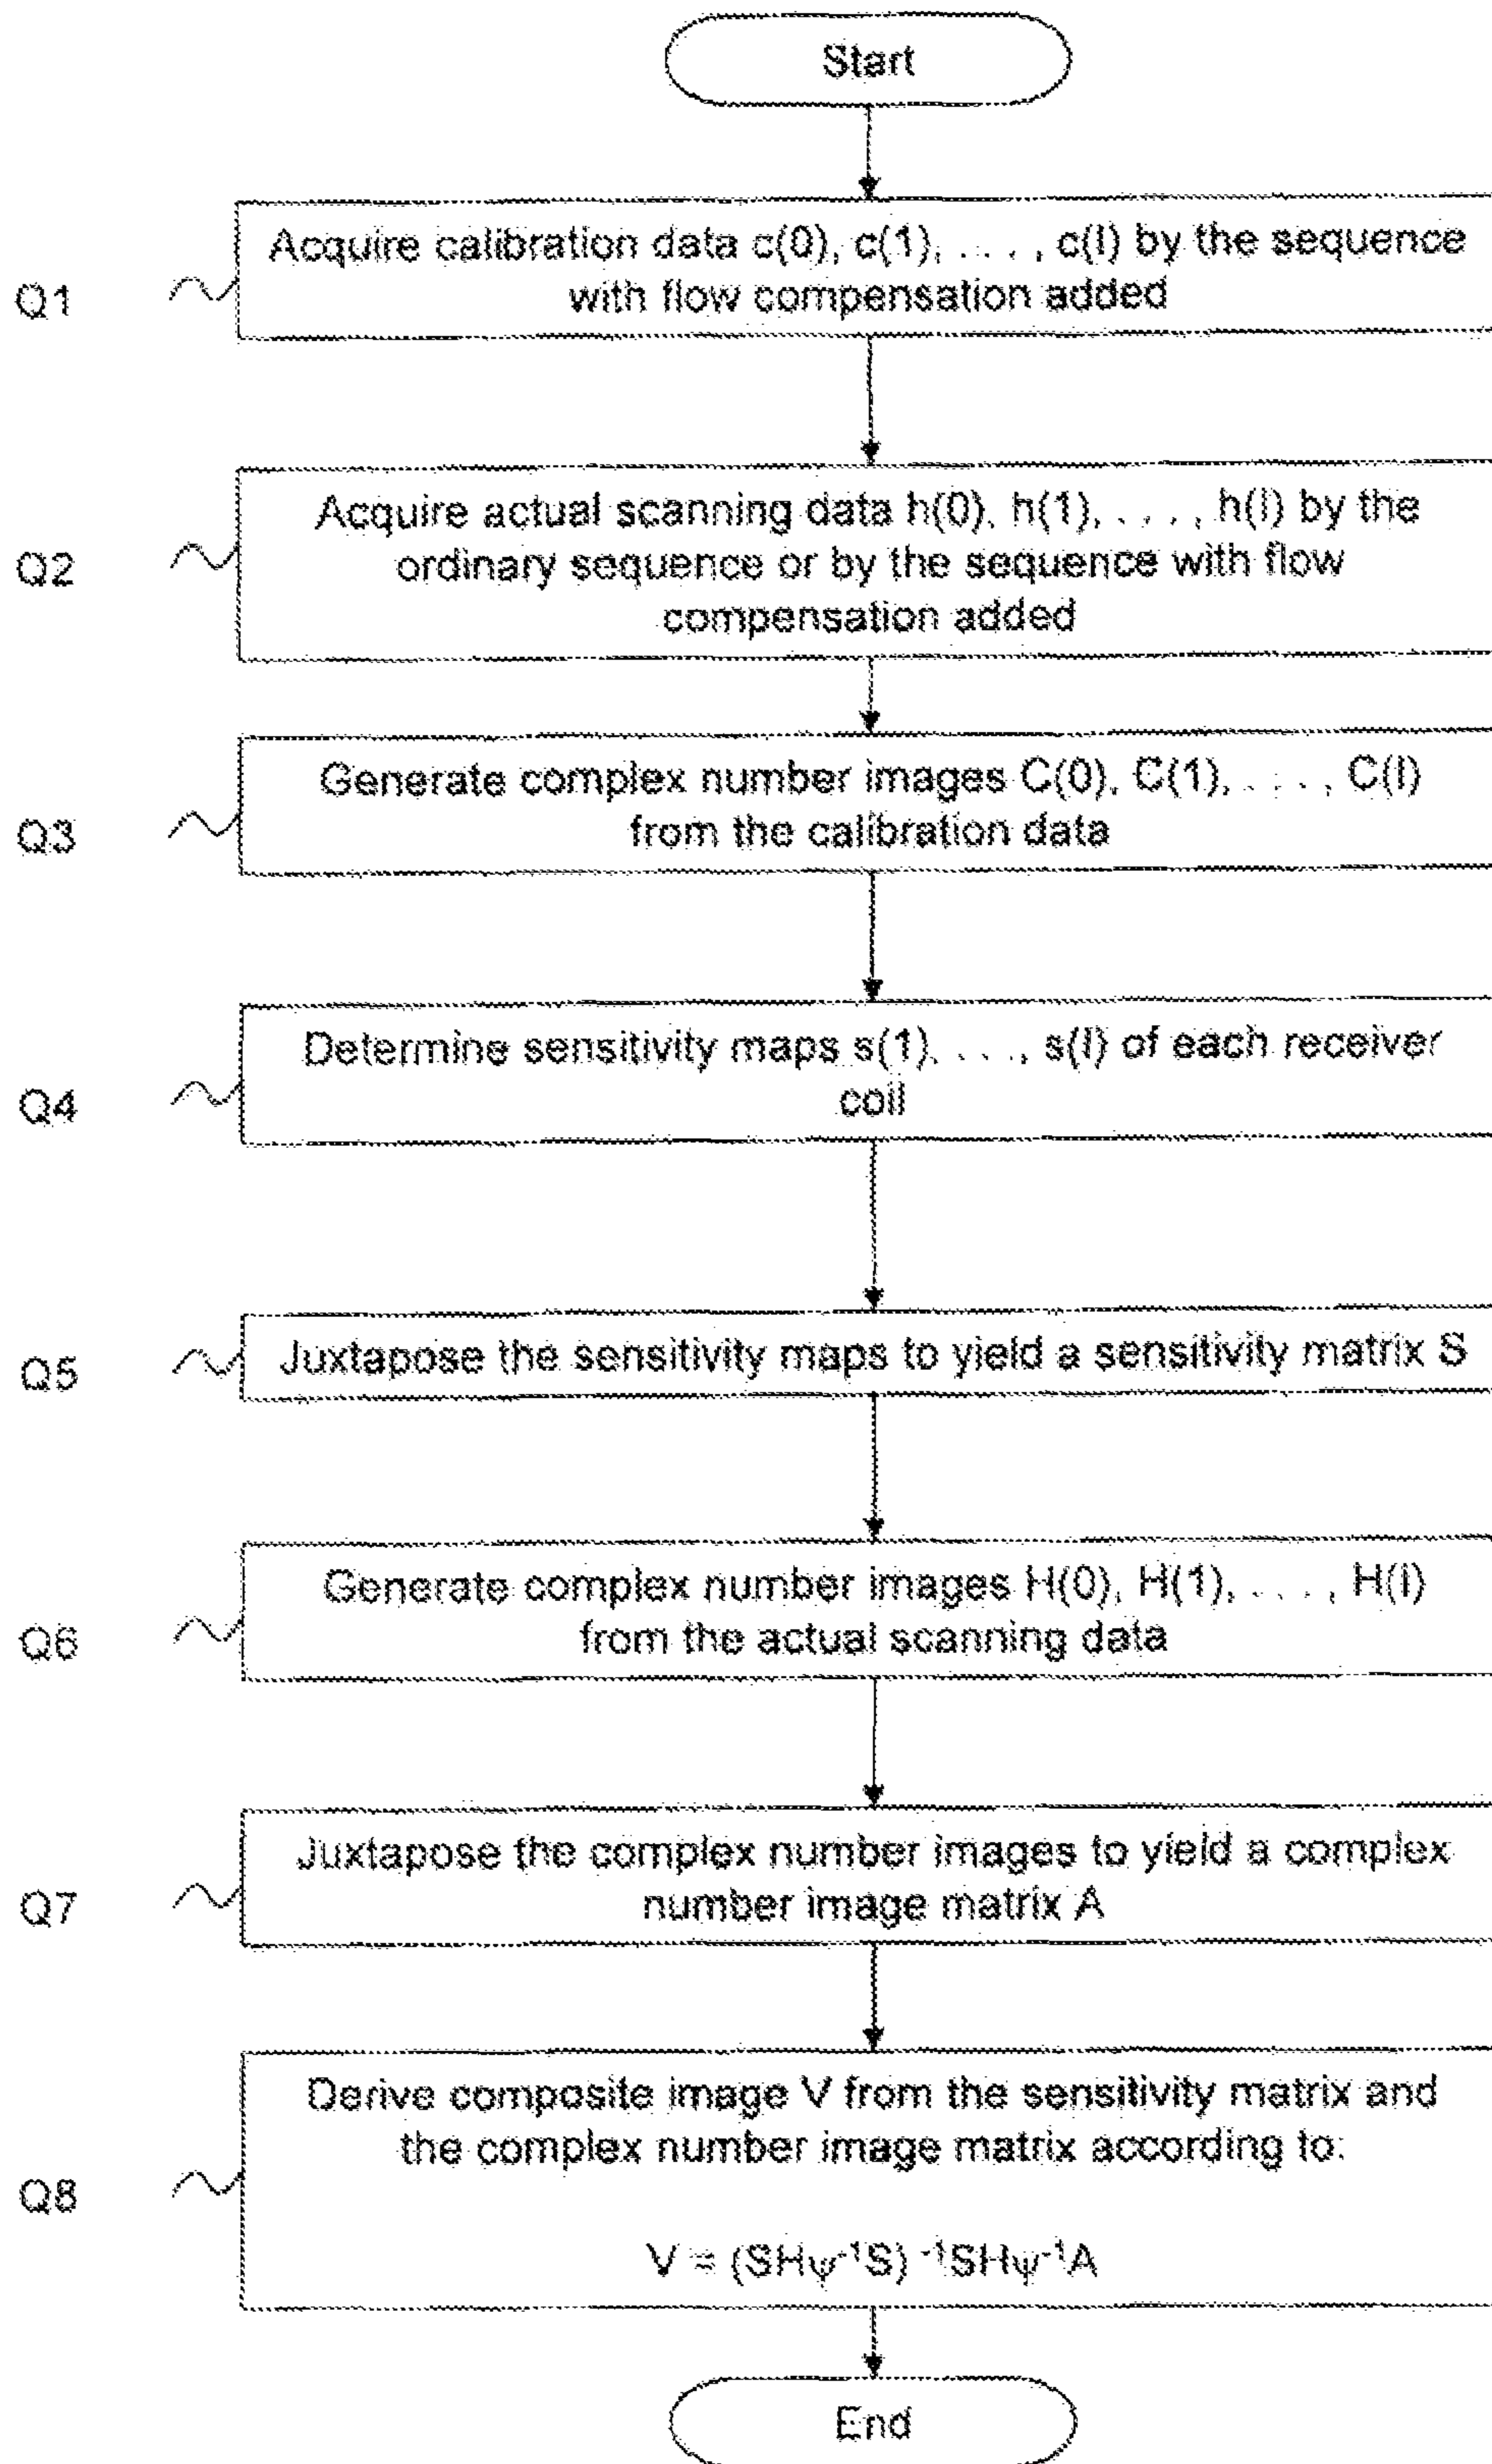 Start
Q1
Acquire calibration data c(0), c(1), . . . , c(l) by the sequence
with flow compensation added
Q2
Acquire actual scanning data h(0), h(1), . . . , h(l) by the
ordinary sequence or by the sequence with flow
compensation added
Q3
Generate complex number images C(0), C(1), . . . , C(l)
from the calibration data
Q4
Determine sensitivity maps s(1), . . . , s(l) of each receiver
coil
Q5
Juxtapose the sensitivity maps to yield a sensitivity matrix S
Q6
Generate complex number images H(0), H(1), . . . , H(l)
from the actual scanning data
Q7
Juxtapose the complex number images to yield a complex
number image matrix A
Q8
Derive composite image V from the sensitivity matrix and
the complex number image matrix according to:
V = (SHψ⁻¹S) ⁻¹SHψ⁻¹A
End